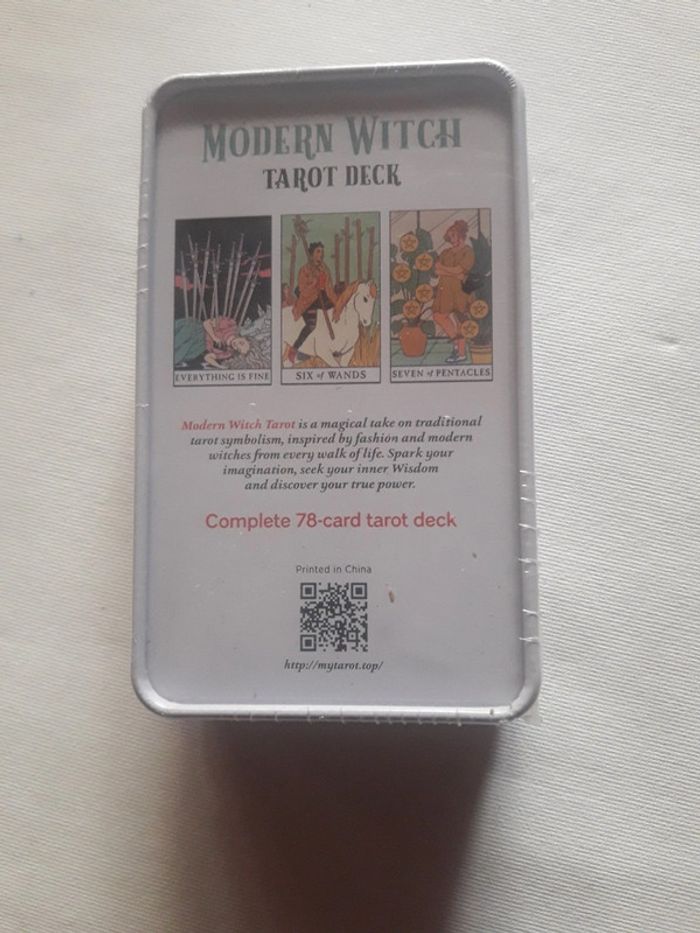 MODERN WITCH
TAROT DECK
EVERYTHING IS FINE
SIX of WANDS
SEVEN of PENTACLES
Modern Witch Tarot is a magical take on traditional
tarot symbolism, inspired by fashion and modern
witches from every walk of life. Spark your
imagination, seek your inner Wisdom
and discover your true power.
Complete 78-card tarot deck
Printed in China
http://mytarot.top/